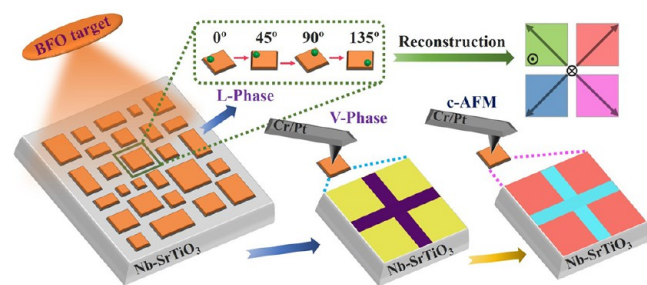 BFO target
0° 45° 90° 135°
Reconstruction
L-Phase
V-Phase
c-AFM
Cr/Pt
Cr/Pt
Nb-SrTiO₃
Nb-SrTiO₃
Nb-SrTiO₃